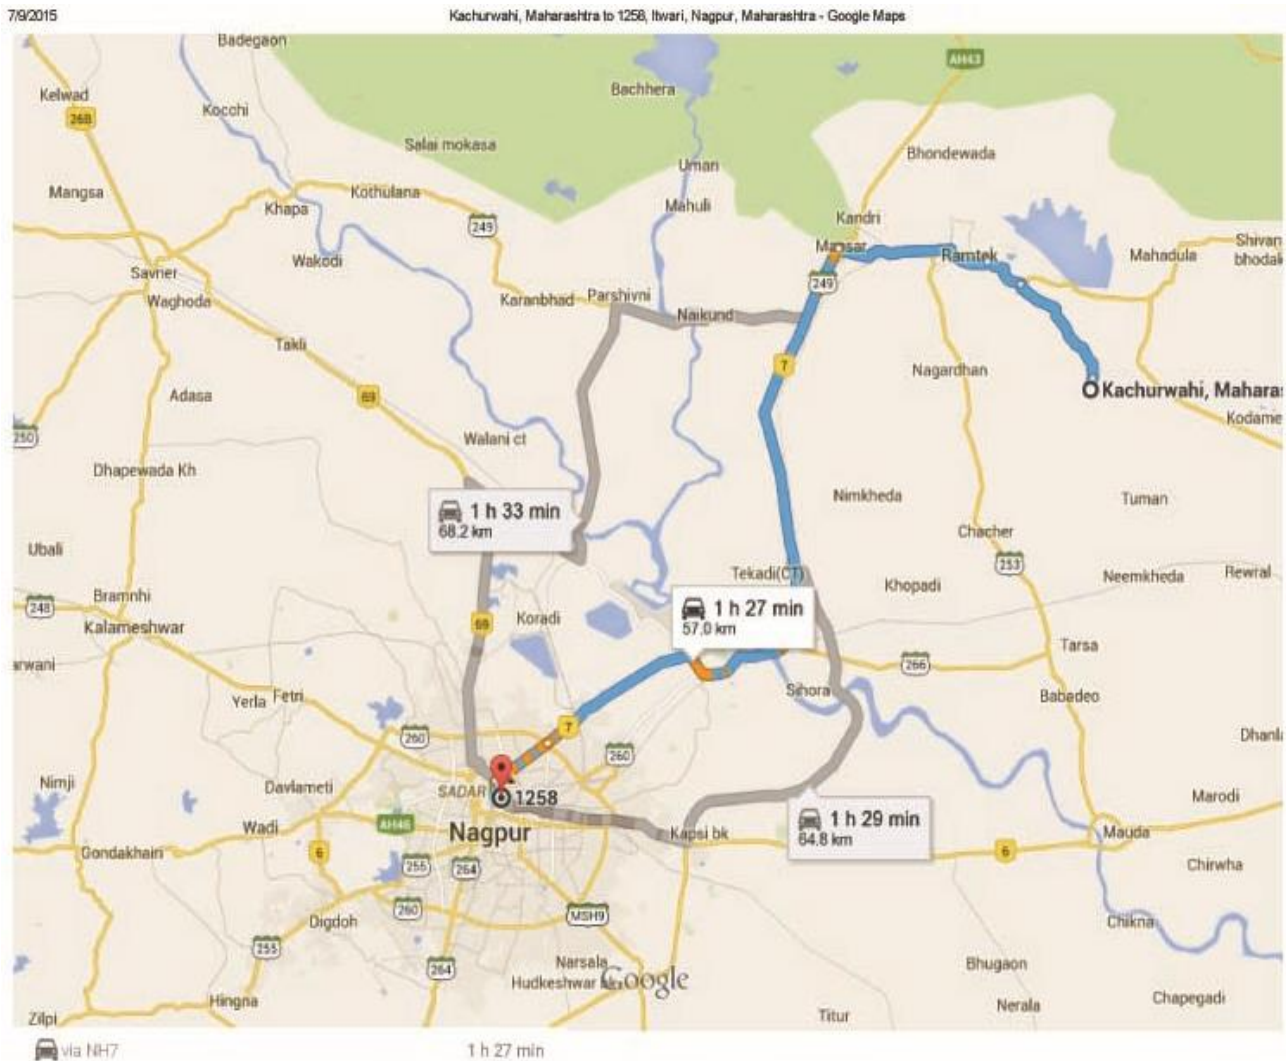 7/9/2015
Kachurwahi, Maharashtra to 1258, Itwari, Nagpur, Maharashtra - Google Maps
Badegaon
AH43
Kelwad
Bachhera
26B
Kocchi
Salai mokasa
Bhondewada
Umari
Mangsa
Kothulana
Khapa
Mahuli
Kandri
249
Mansar
Shivan
Wakodi
Ramtek
Mahadula
bhodak
Savner
249
Waghoda
Karanbhad
Parshivni
Naikund
Takli
7
Nagardhan
Adasa
69
Kachurwahi, Maharas
Kodame
250
Walani ct
Dhapewada Kh
Nimkheda
Tuman
1 h 33 min
68.2 km
Chacher
Ubali
Tekadi(CT)
253
Neemkheda
Rewral
Khopadi
Bramnhi
248
1 h 27 min
57.0 km
Koradi
69
Kalameshwar
Tarsa
arwani
266
Sihora
Babadeo
Yerla
Fetri
7
260
Dhanla
260
Nimji
Davlameti
SADAR
1258
Marodi
1 h 29 min
64.8 km
Wadi
AH46
Nagpur
Kapsi bk
Mauda
Gondakhairi
6
6
255
264
Chirwha
260
MSH9
Digdoh
Chikna
255
264
Narsala
Bhugaon
Hudkeshwar
Google
Hingna
Nerala
Chapegadi
Zilpi
Titur
via NH7
1 h 27 min